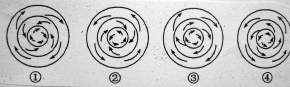 ① ② ③ ④